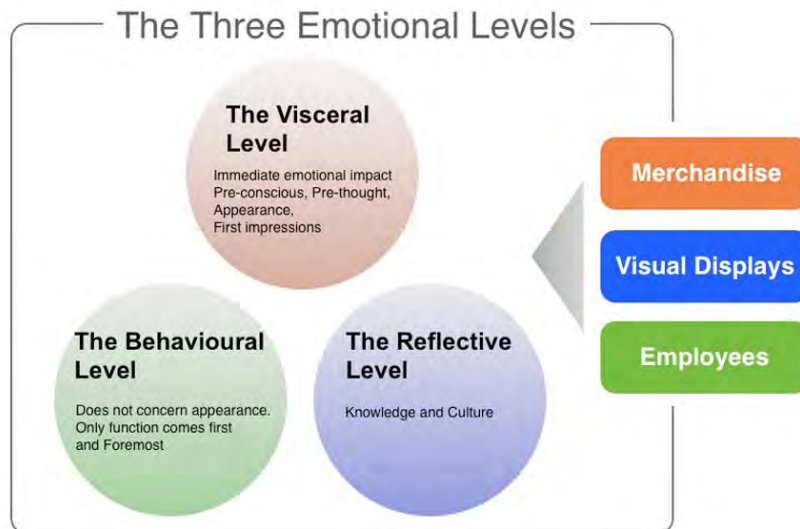 The Three Emotional Levels
The Visceral
Level
Immediate emotional impact
Pre-conscious, Pre-thought,
Appearance,
First impressions
The Behavioural
Level
Does not concern appearance.
Only function comes first
and Foremost
The Reflective
Level
Knowledge and Culture
Merchandise
Visual Displays
Employees